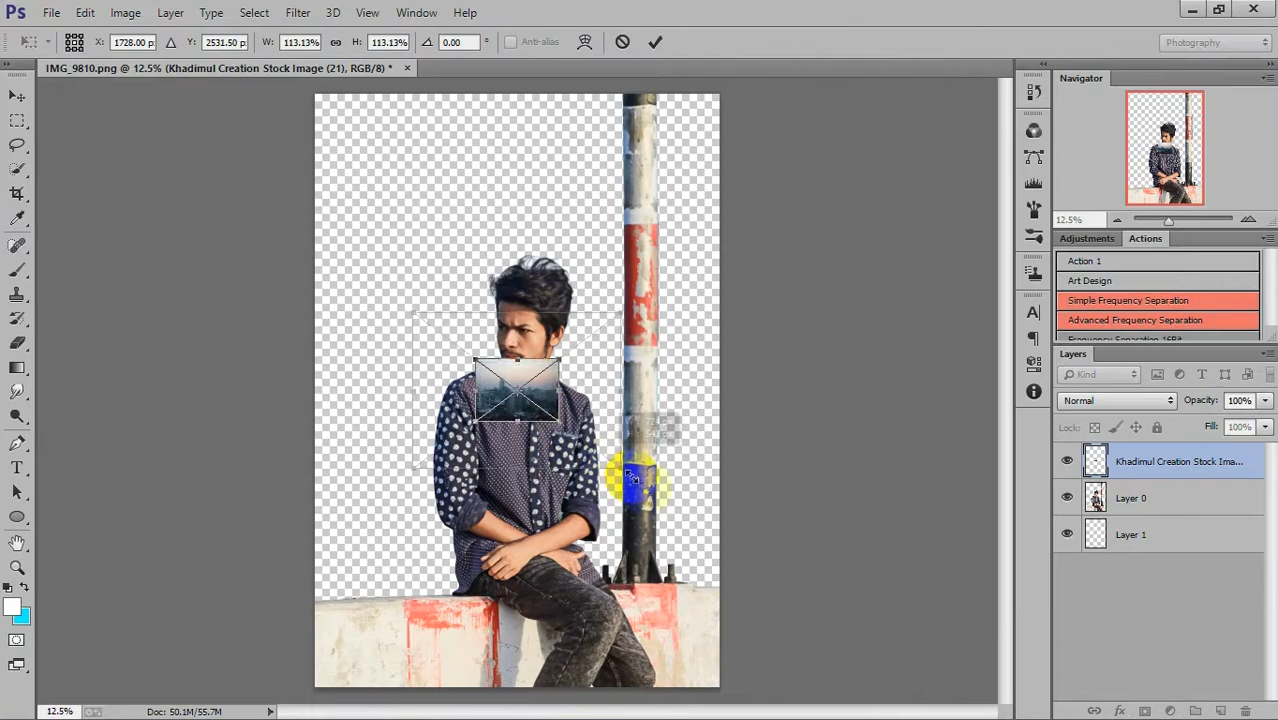 Ps File Edit Image Layer Type Select Filter 3D View Window Help
X: 1728.00 p: Y: 2531.50 p: W: 113.13% H: 113.13% 0.00 ° Anti-alias Photography
IMG_9810.png @ 12.5% (Khadimul Creation Stock Image (21), RGB/8) * ×
Navigator
12.5%
Adjustments Actions
Action 1
Art Design
Simple Frequency Separation
Advanced Frequency Separation
Frequency Separation 16Bit
Layers
Kind
Normal Opacity: 100%
Lock: Fill: 100%
Khadimul Creation Stock Ima...
Layer 0
Layer 1
12.5% Doc: 50.1M/55.7M